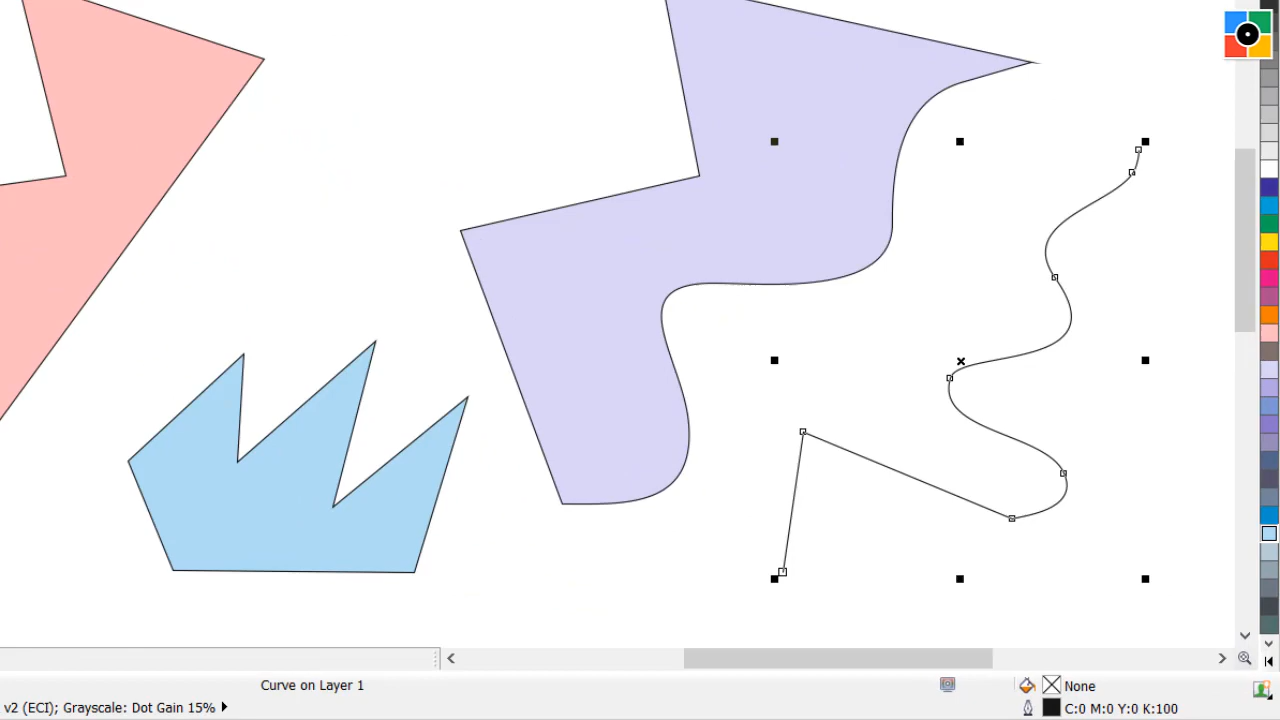 Curve on Layer 1
None
v2 (ECI); Grayscale: Dot Gain 15%
C:0 M:0 Y:0 K:100